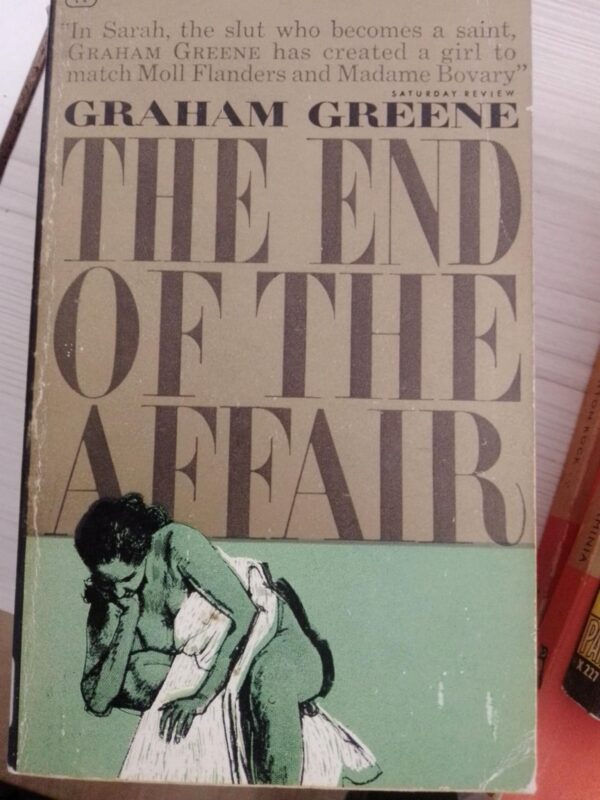 "In Sarah, the slut who becomes a saint,
GRAHAM GREENE has created a girl to
match Moll Flanders and Madame Bovary"
SATURDAY REVIEW
GRAHAM GREENE
THE END
OF THE
AFFAIR
X 227